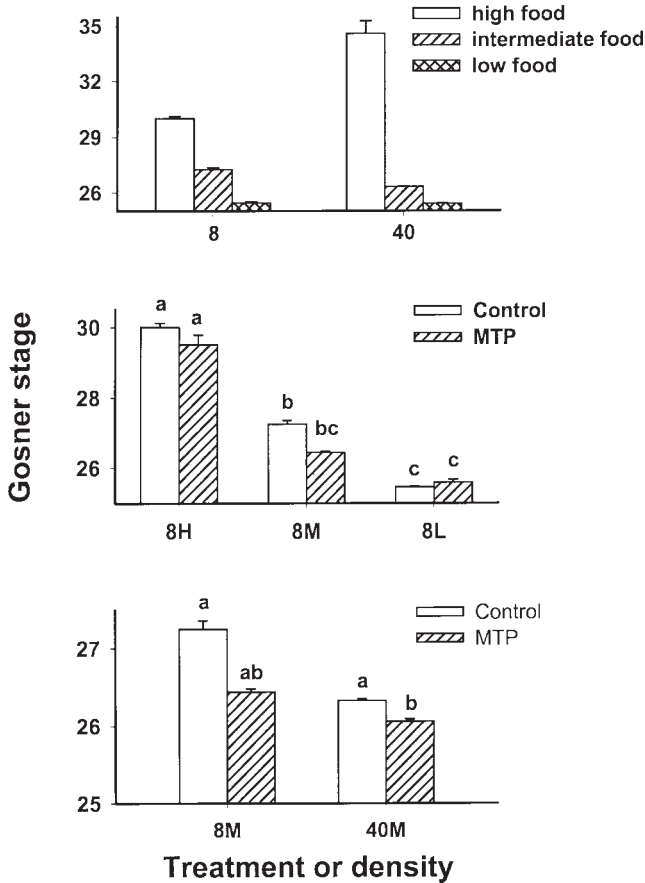 high food
intermediate food
low food
35
32
29
26
8 40
Gosner stage
Control
MTP
30
28
26
a a
b bc
c c
8H 8M 8L
Control
MTP
27
26
25
a ab
a b
8M 40M
Treatment or density